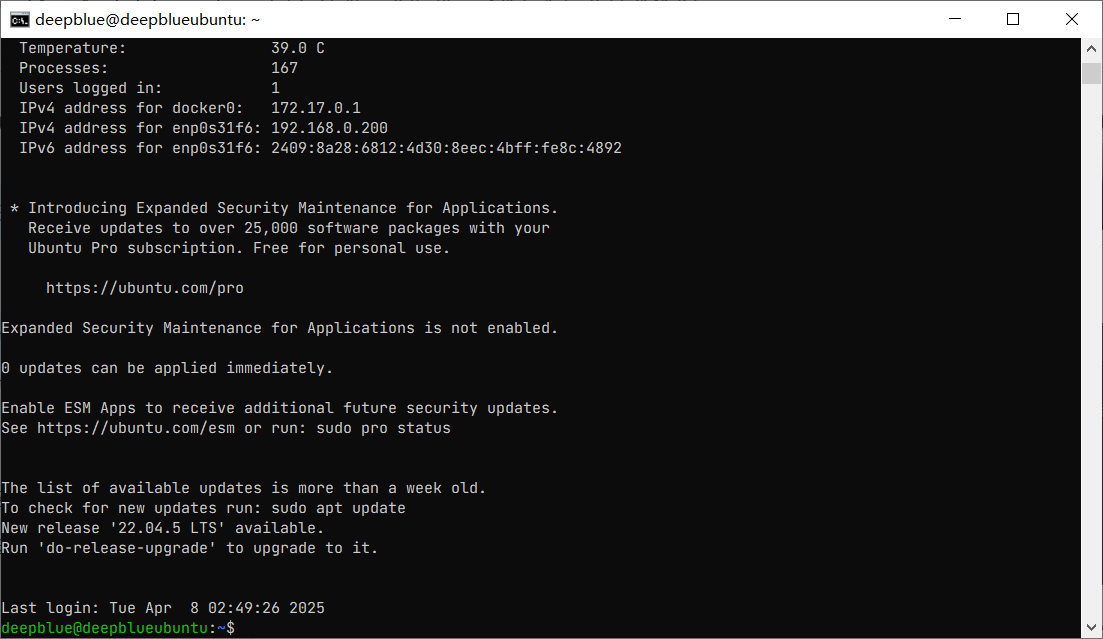 deepblue@deepblueubuntu: ~
Temperature: 39.0 C
Processes: 167
Users logged in: 1
IPv4 address for docker0: 172.17.0.1
IPv4 address for enp0s31f6: 192.168.0.200
IPv6 address for enp0s31f6: 2409:8a28:6812:4d30:8eec:4bff:fe8c:4892
* Introducing Expanded Security Maintenance for Applications.
Receive updates to over 25,000 software packages with your
Ubuntu Pro subscription. Free for personal use.
https://ubuntu.com/pro
Expanded Security Maintenance for Applications is not enabled.
0 updates can be applied immediately.
Enable ESM Apps to receive additional future security updates.
See https://ubuntu.com/esm or run: sudo pro status
The list of available updates is more than a week old.
To check for new updates run: sudo apt update
New release '22.04.5 LTS' available.
Run 'do-release-upgrade' to upgrade to it.
Last login: Tue Apr  8 02:49:26 2025
deepblue@deepblueubuntu:~$